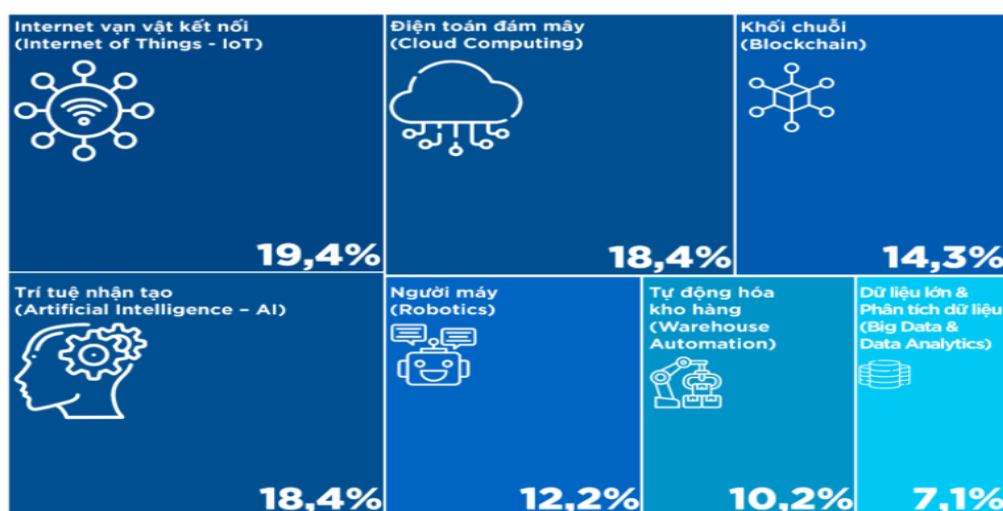 Internet vạn vật kết nối
(Internet of Things - IoT)
19,4%
Điện toán đám mây
(Cloud Computing)
18,4%
Khối chuỗi
(Blockchain)
14,3%
Trí tuệ nhận tạo
(Artificial Intelligence – AI)
18,4%
Người máy
(Robotics)
12,2%
Tự động hóa
kho hàng
(Warehouse
Automation)
10,2%
Dữ liệu lớn &
Phân tích dữ liệu
(Big Data &
Data Analytics)
7,1%